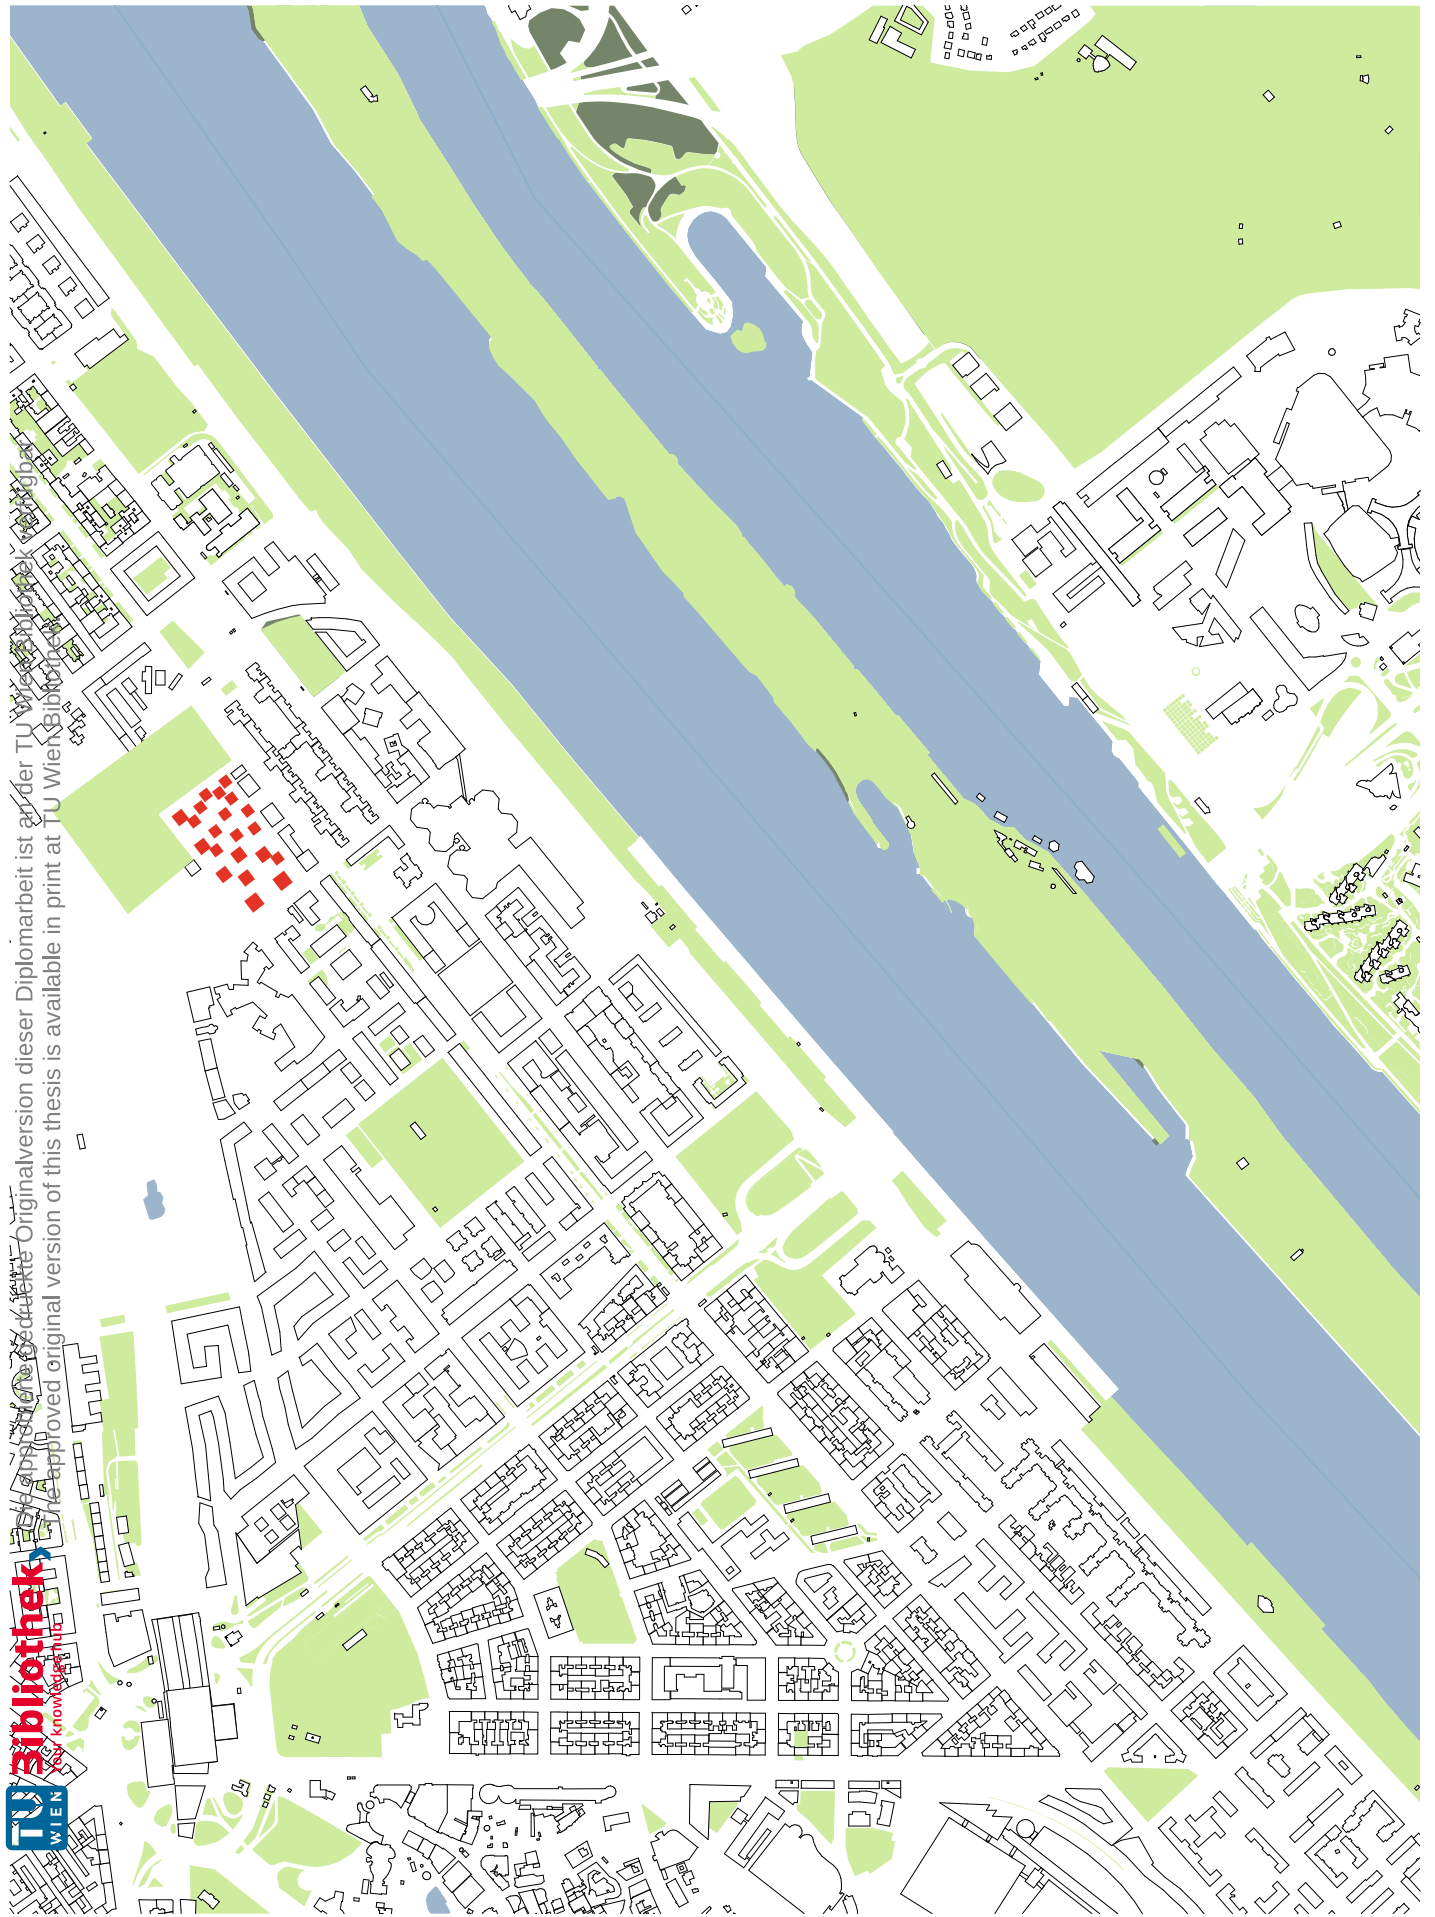 Die approbierte gedruckte Originalversion dieser Diplomarbeit ist an der TU Wien Bibliothek verfügbar.
The approved original version of this thesis is available in print at TU Wien Bibliothek.
TU Bibliothek
WIEN Your knowledge hub